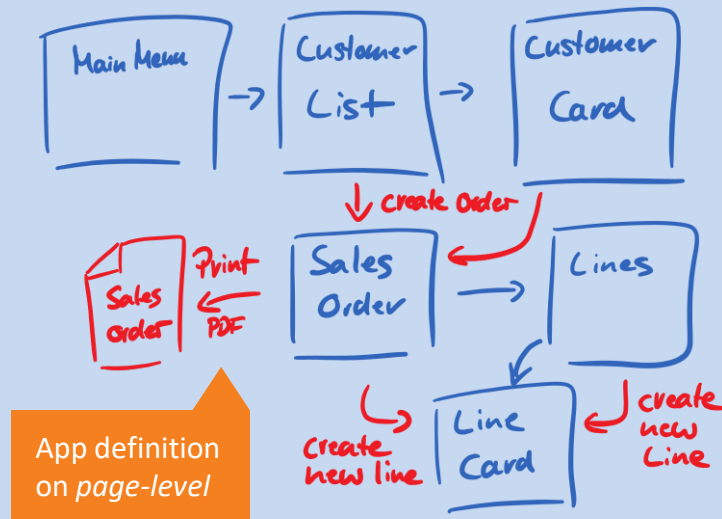 Main Menu
Customer
List
Customer
Card
create Order
Sales
Order
Lines
Print
PDF
Sales
order
create
new line
Line
Card
create
new
Line
App definition
on page-level